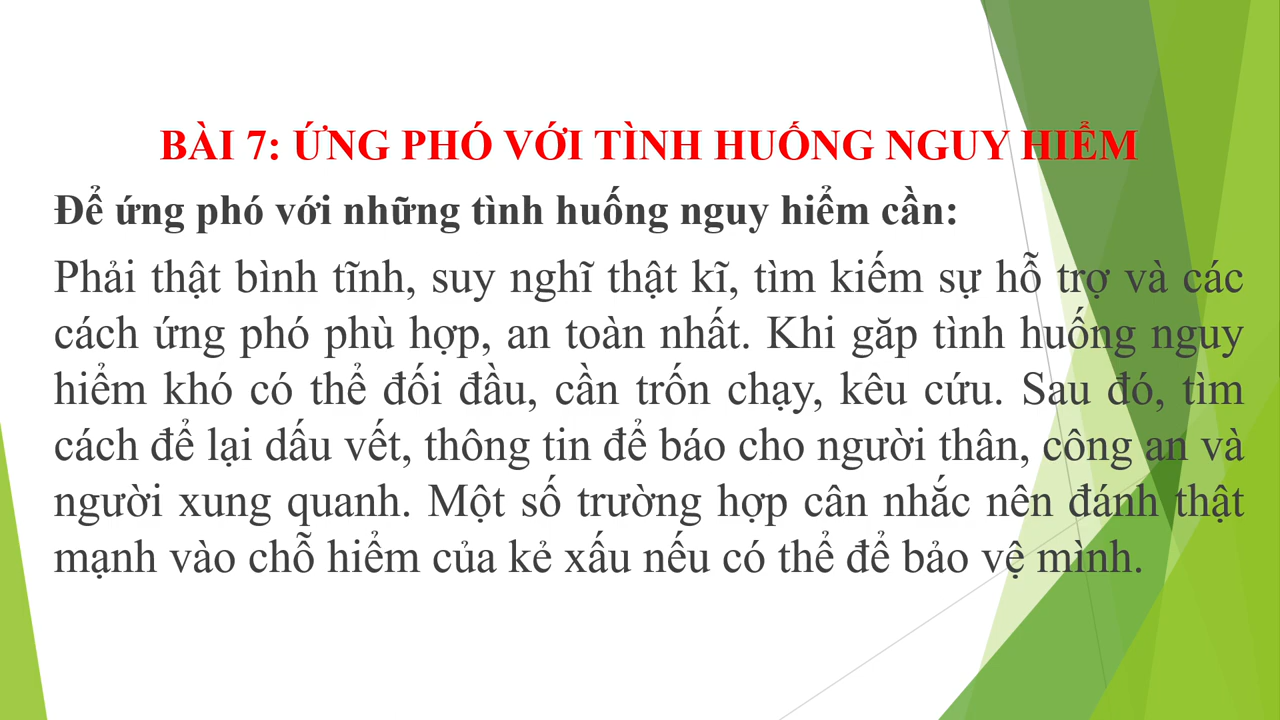 BÀI 7: ỨNG PHÓ VỚI TÌNH HUỐNG NGUY HIỂM
Để ứng phó với những tình huống nguy hiểm cần:
Phải thật bình tĩnh, suy nghĩ thật kĩ, tìm kiếm sự hỗ trợ và các
cách ứng phó phù hợp, an toàn nhất. Khi găp tình huống nguy
hiểm khó có thể đối đầu, cần trốn chạy, kêu cứu. Sau đó, tìm
cách để lại dấu vết, thông tin để báo cho người thân, công an và
người xung quanh. Một số trường hợp cân nhắc nên đánh thật
mạnh vào chỗ hiểm của kẻ xấu nếu có thể để bảo vệ mình.